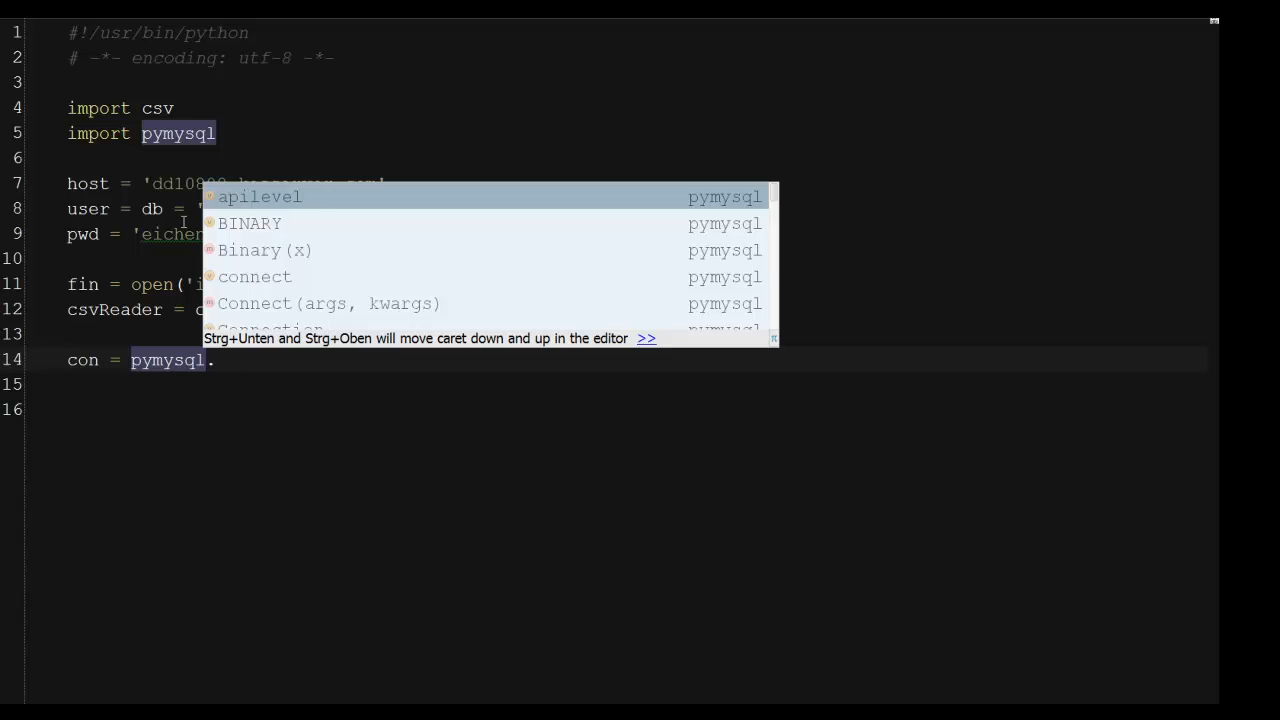 1 #!/usr/bin/python
2 # -*- encoding: utf-8 -*-
3
4 import csv
5 import pymysql
6
7 host =
8 user = db = '
9 pwd =
10
11 fin = open('i
12 csvReader = c
13
14 con = pymysql.
15
16
apilevel pymysql
BINARY pymysql
Binary(x) pymysql
connect pymysql
Connect(args, kwargs) pymysql
Connection pymysql
Strg+Unten and Strg+Oben will move caret down and up in the editor >>
π